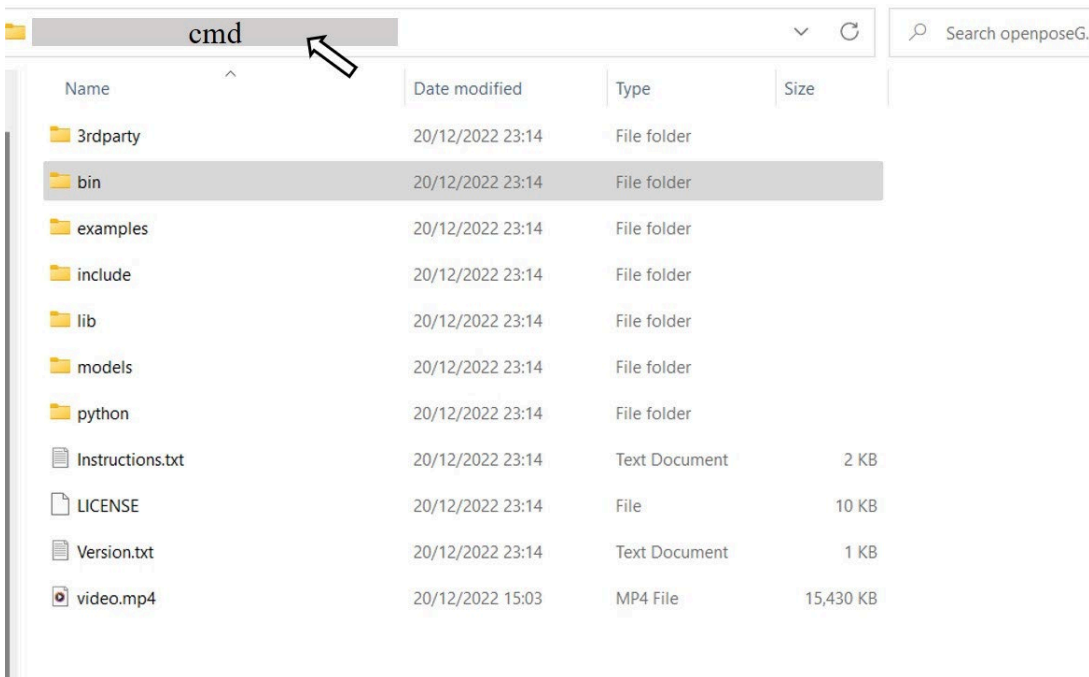 cmd
Search openposeG.
Name Date modified Type Size
3rdparty 20/12/2022 23:14 File folder
bin 20/12/2022 23:14 File folder
examples 20/12/2022 23:14 File folder
include 20/12/2022 23:14 File folder
lib 20/12/2022 23:14 File folder
models 20/12/2022 23:14 File folder
python 20/12/2022 23:14 File folder
Instructions.txt 20/12/2022 23:14 Text Document 2 KB
LICENSE 20/12/2022 23:14 File 10 KB
Version.txt 20/12/2022 23:14 Text Document 1 KB
video.mp4 20/12/2022 15:03 MP4 File 15,430 KB